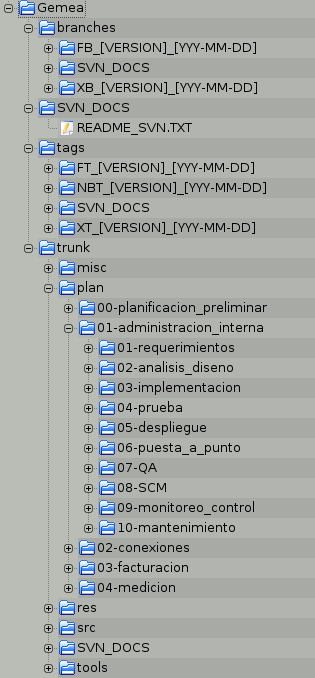 Gemea
branches
FB_[VERSION]_[YYY-MM-DD]
SVN_DOCS
XB_[VERSION]_[YYY-MM-DD]
SVN_DOCS
README_SVN.TXT
tags
FT_[VERSION]_[YYY-MM-DD]
NBT_[VERSION]_[YYY-MM-DD]
SVN_DOCS
XT_[VERSION]_[YYY-MM-DD]
trunk
misc
plan
00-planificacion_preliminar
01-administracion_interna
01-requerimientos
02-analisis_diseno
03-implementacion
04-prueba
05-despliegue
06-puesta_a_punto
07-QA
08-SCM
09-monitoreo_control
10-mantenimiento
02-conexiones
03-facturacion
04-medicion
res
src
SVN_DOCS
tools